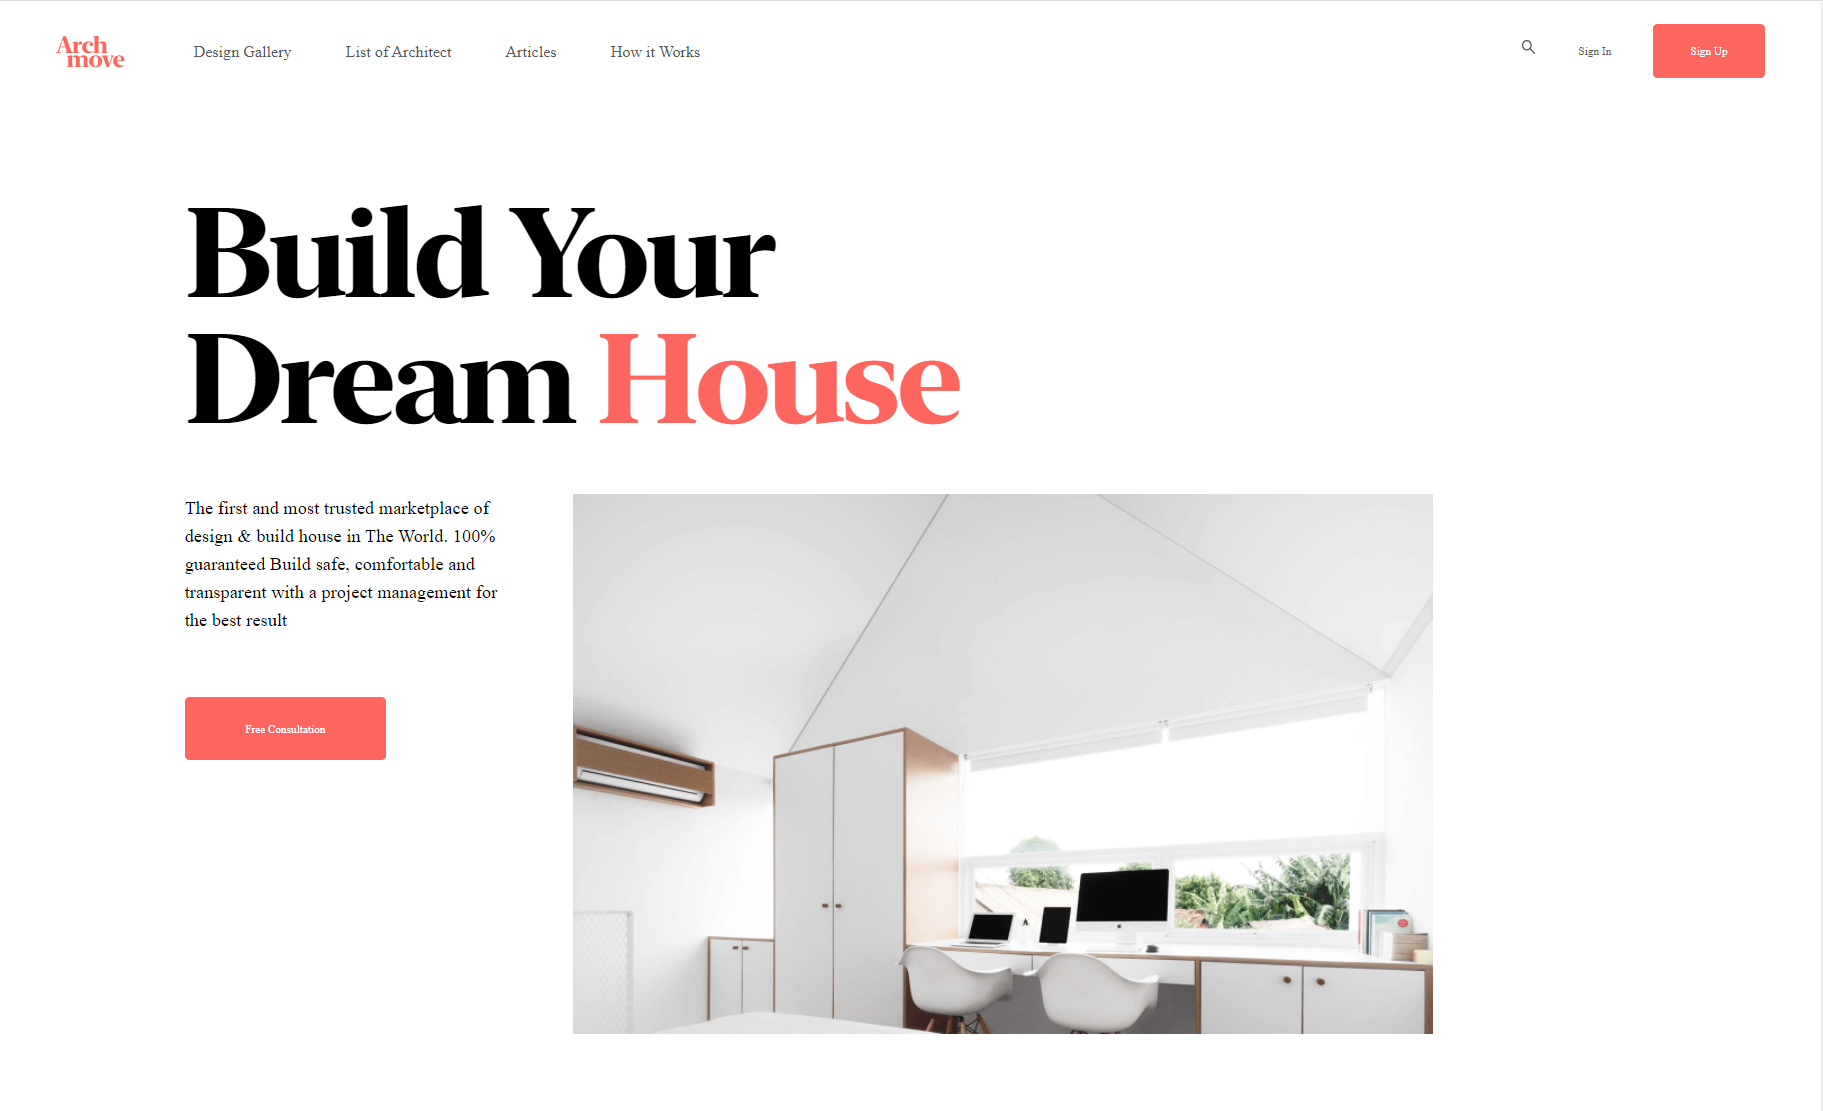 Arch
move
Design Gallery
List of Architect
Articles
How it Works
Sign In
Sign Up
Build Your
Dream House
The first and most trusted marketplace of
design & build house in The World. 100%
guaranteed Build safe, comfortable and
transparent with a project management for
the best result
Free Consultation